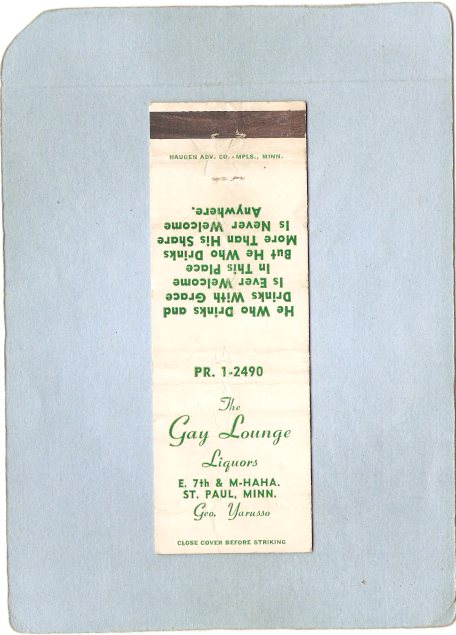 HAUGEN ADV. CO. - MPLS., MINN.
He Who Drinks and
Drinks With Grace
Is Ever Welcome
In This Place
But He Who Drinks
More Than His Share
Is Never Welcome
Anywhere.
PR. 1-2490
The
Gay Lounge
Liquors
E. 7th & M-HAHA.
ST. PAUL, MINN.
Geo. Yarusso
CLOSE COVER BEFORE STRIKING